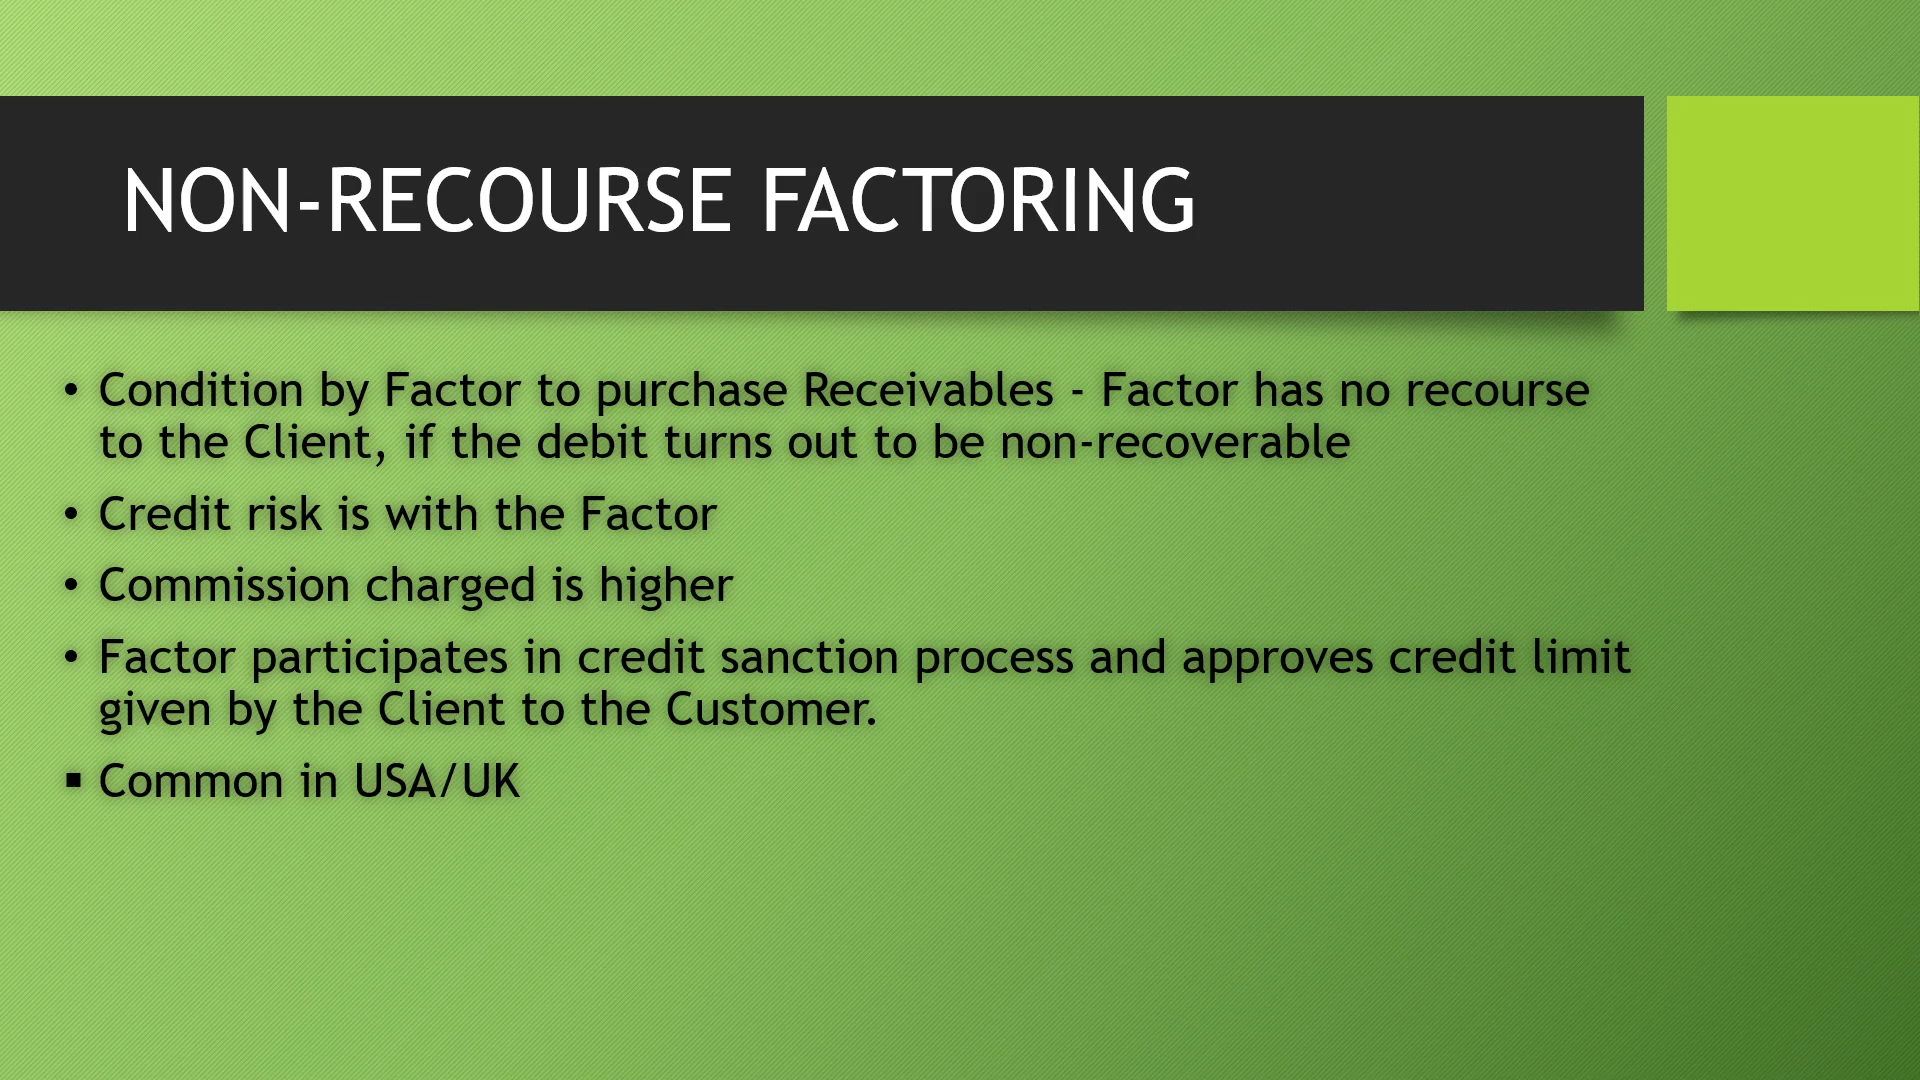 NON-RECOURSE FACTORING
• Condition by Factor to purchase Receivables - Factor has no recourse
to the Client, if the debit turns out to be non-recoverable
• Credit risk is with the Factor
• Commission charged is higher
• Factor participates in credit sanction process and approves credit limit
given by the Client to the Customer.
▪ Common in USA/UK